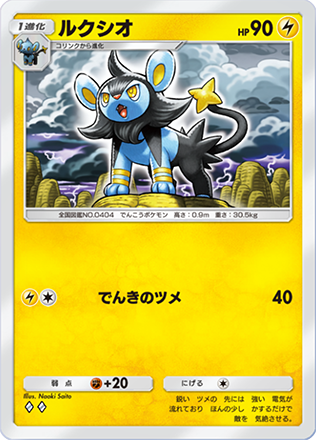 1進化 ルクシオ HP 90
コリンクから進化
全国図鑑NO.0404 でんこうポケモン 高さ:0.9m 重さ:30.5kg
でんきのツメ 40
弱点 +20 にげる
Illus. Naoki Saito
鋭い ツメの 先には 強い 電気が
流れており ほんの少し かするだけで
敵を 気絶させる。